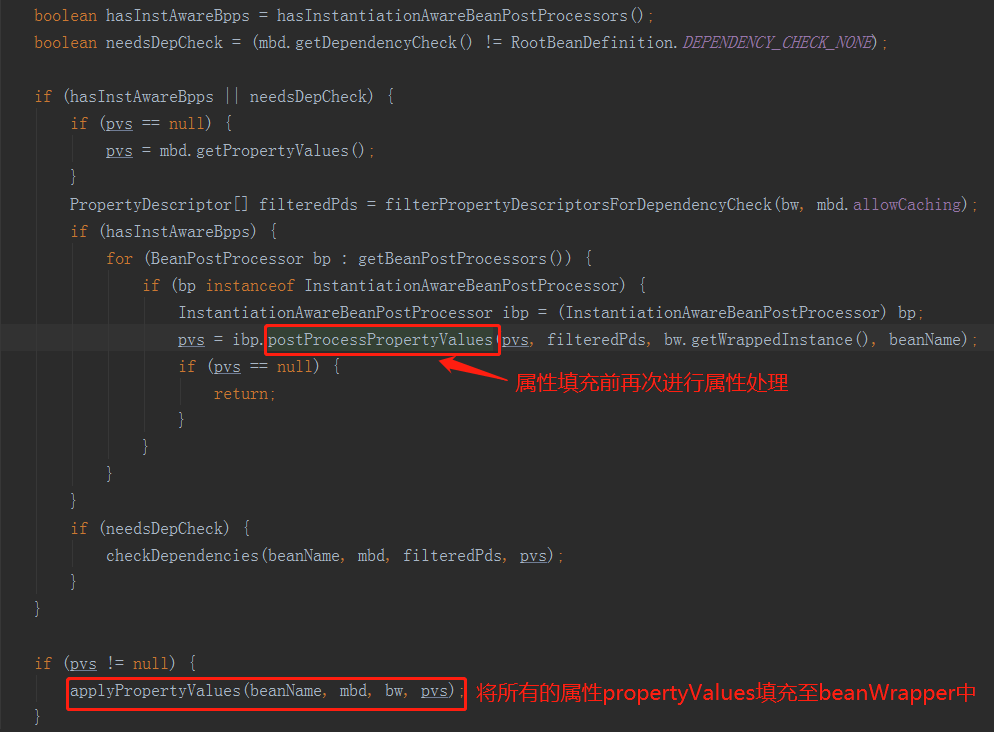 boolean hasInstAwareBpps = hasInstantiationAwareBeanPostProcessors();
boolean needsDepCheck = (mbd.getDependencyCheck() != RootBeanDefinition.DEPENDENCY_CHECK_NONE);
if (hasInstAwareBpps || needsDepCheck) {
if (pvs == null) {
pvs = mbd.getPropertyValues();
}
PropertyDescriptor[] filteredPds = filterPropertyDescriptorsForDependencyCheck(bw, mbd.allowCaching);
if (hasInstAwareBpps) {
for (BeanPostProcessor bp : getBeanPostProcessors()) {
if (bp instanceof InstantiationAwareBeanPostProcessor) {
InstantiationAwareBeanPostProcessor ibp = (InstantiationAwareBeanPostProcessor) bp;
pvs = ibp.postProcessPropertyValues(pvs, filteredPds, bw.getWrappedInstance(), beanName);
if (pvs == null) {
属性填充前再次进行属性处理
return;
}
}
}
}
if (needsDepCheck) {
checkDependencies(beanName, mbd, filteredPds, pvs);
}
}
if (pvs != null) {
applyPropertyValues(beanName, mbd, bw, pvs); 将所有的属性propertyValues填充至beanWrapper中
}